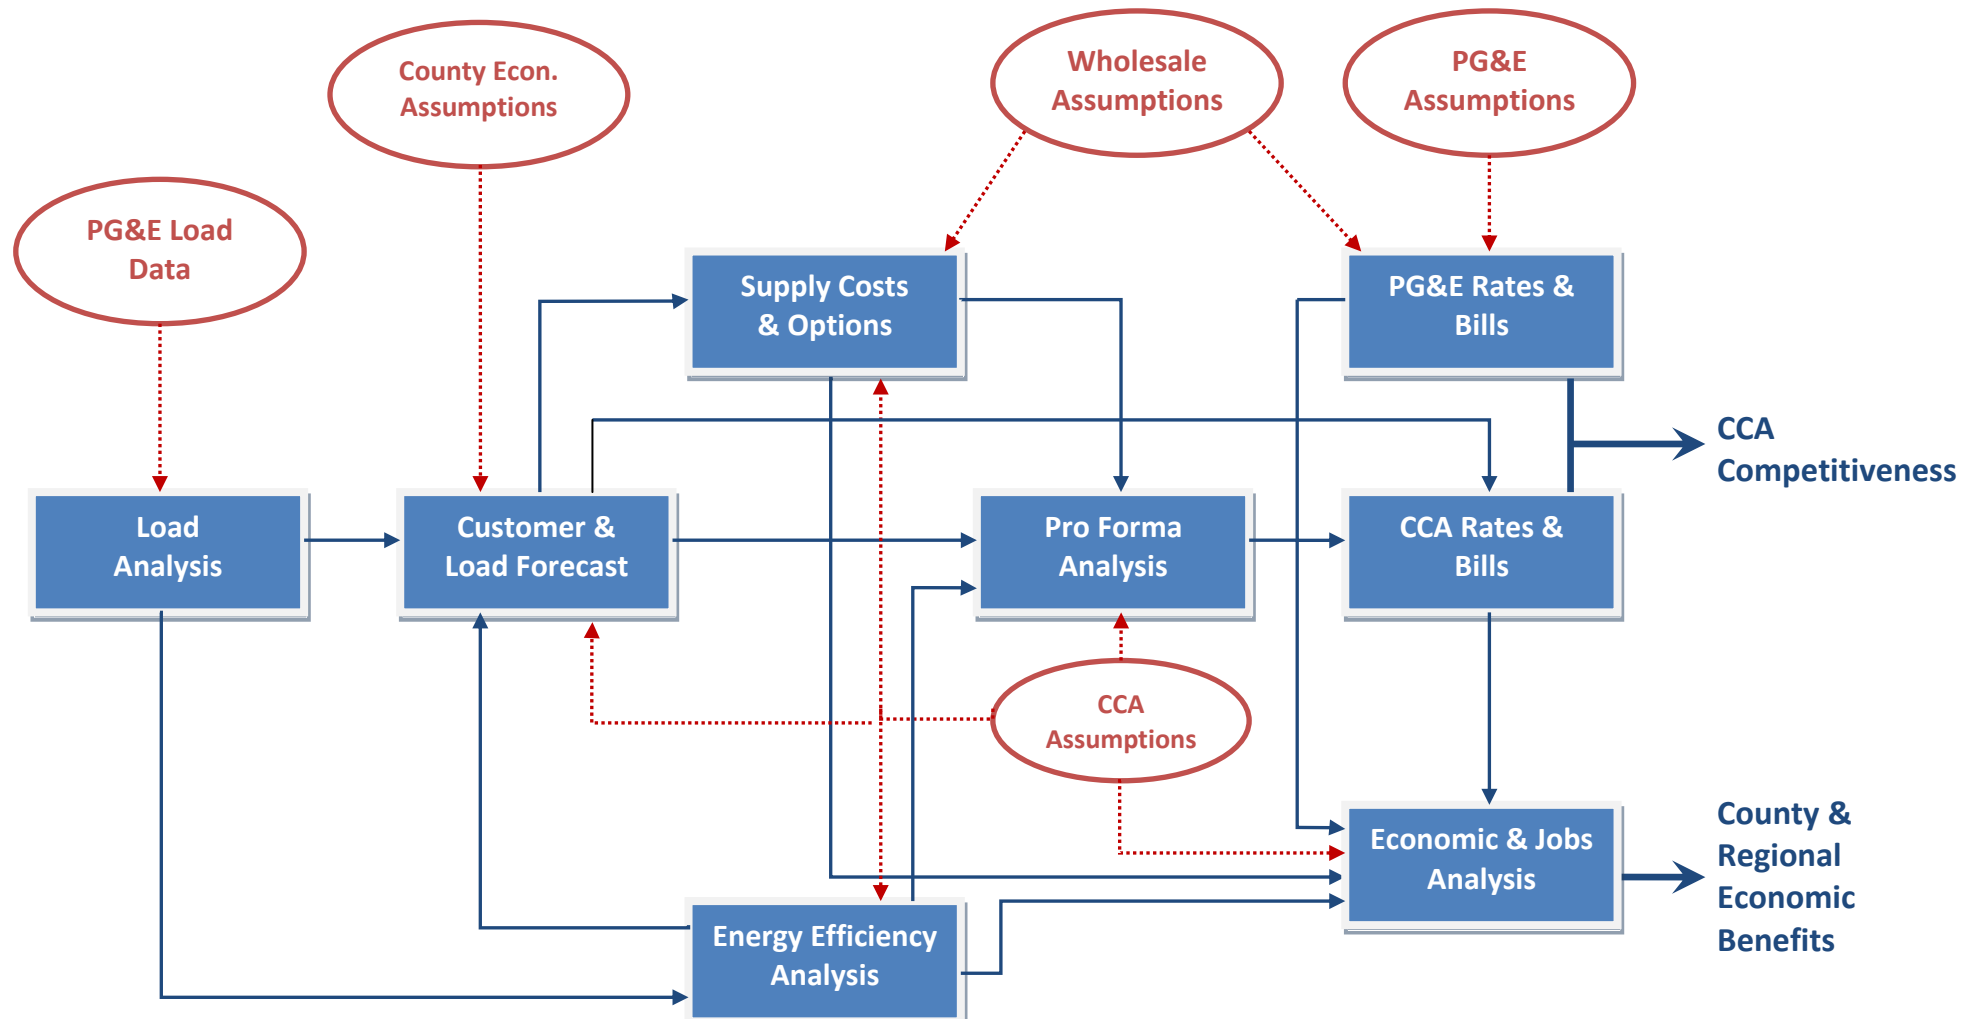 County Econ.
Assumptions
Wholesale
Assumptions
PG&E
Assumptions
PG&E Load
Data
Supply Costs
& Options
PG&E Rates &
Bills
CCA
Competitiveness
Load
Analysis
Customer &
Load Forecast
Pro Forma
Analysis
CCA Rates &
Bills
CCA
Assumptions
Economic & Jobs
Analysis
County &
Regional
Economic
Benefits
Energy Efficiency
Analysis